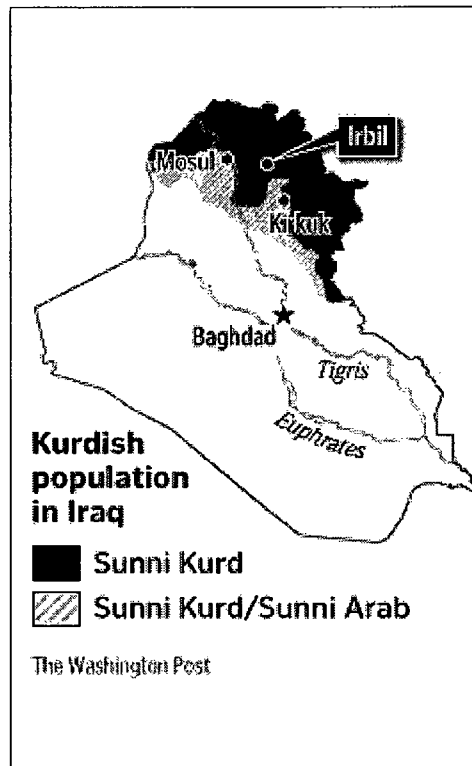 Irbil
Mosul
Kirkuk
Baghdad
Tigris
Euphrates
Kurdish
population
in Iraq
Sunni Kurd
Sunni Kurd/Sunni Arab
The Washington Post